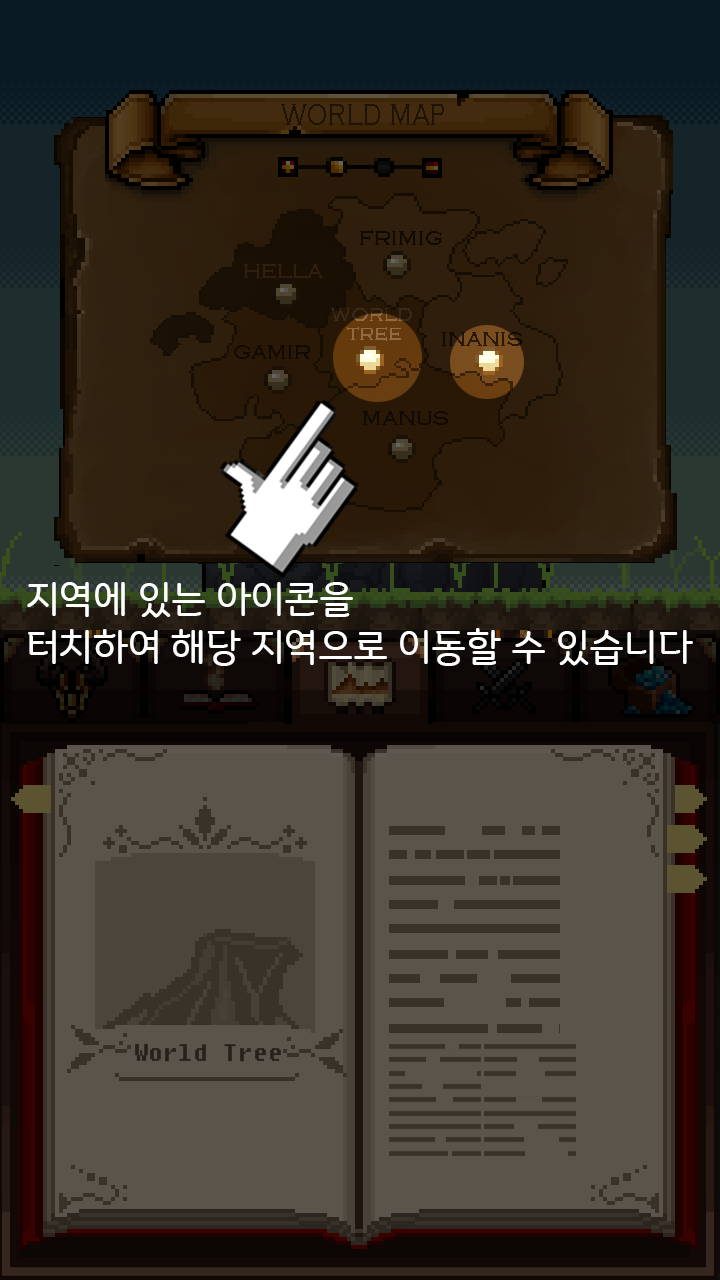 WORLD MAP
FRIMIG
HELLA
WORLD
TREE
INANIS
GAMIR
MANUS
지역에 있는 아이콘을
터치하여 해당 지역으로 이동할 수 있습니다
World Tree